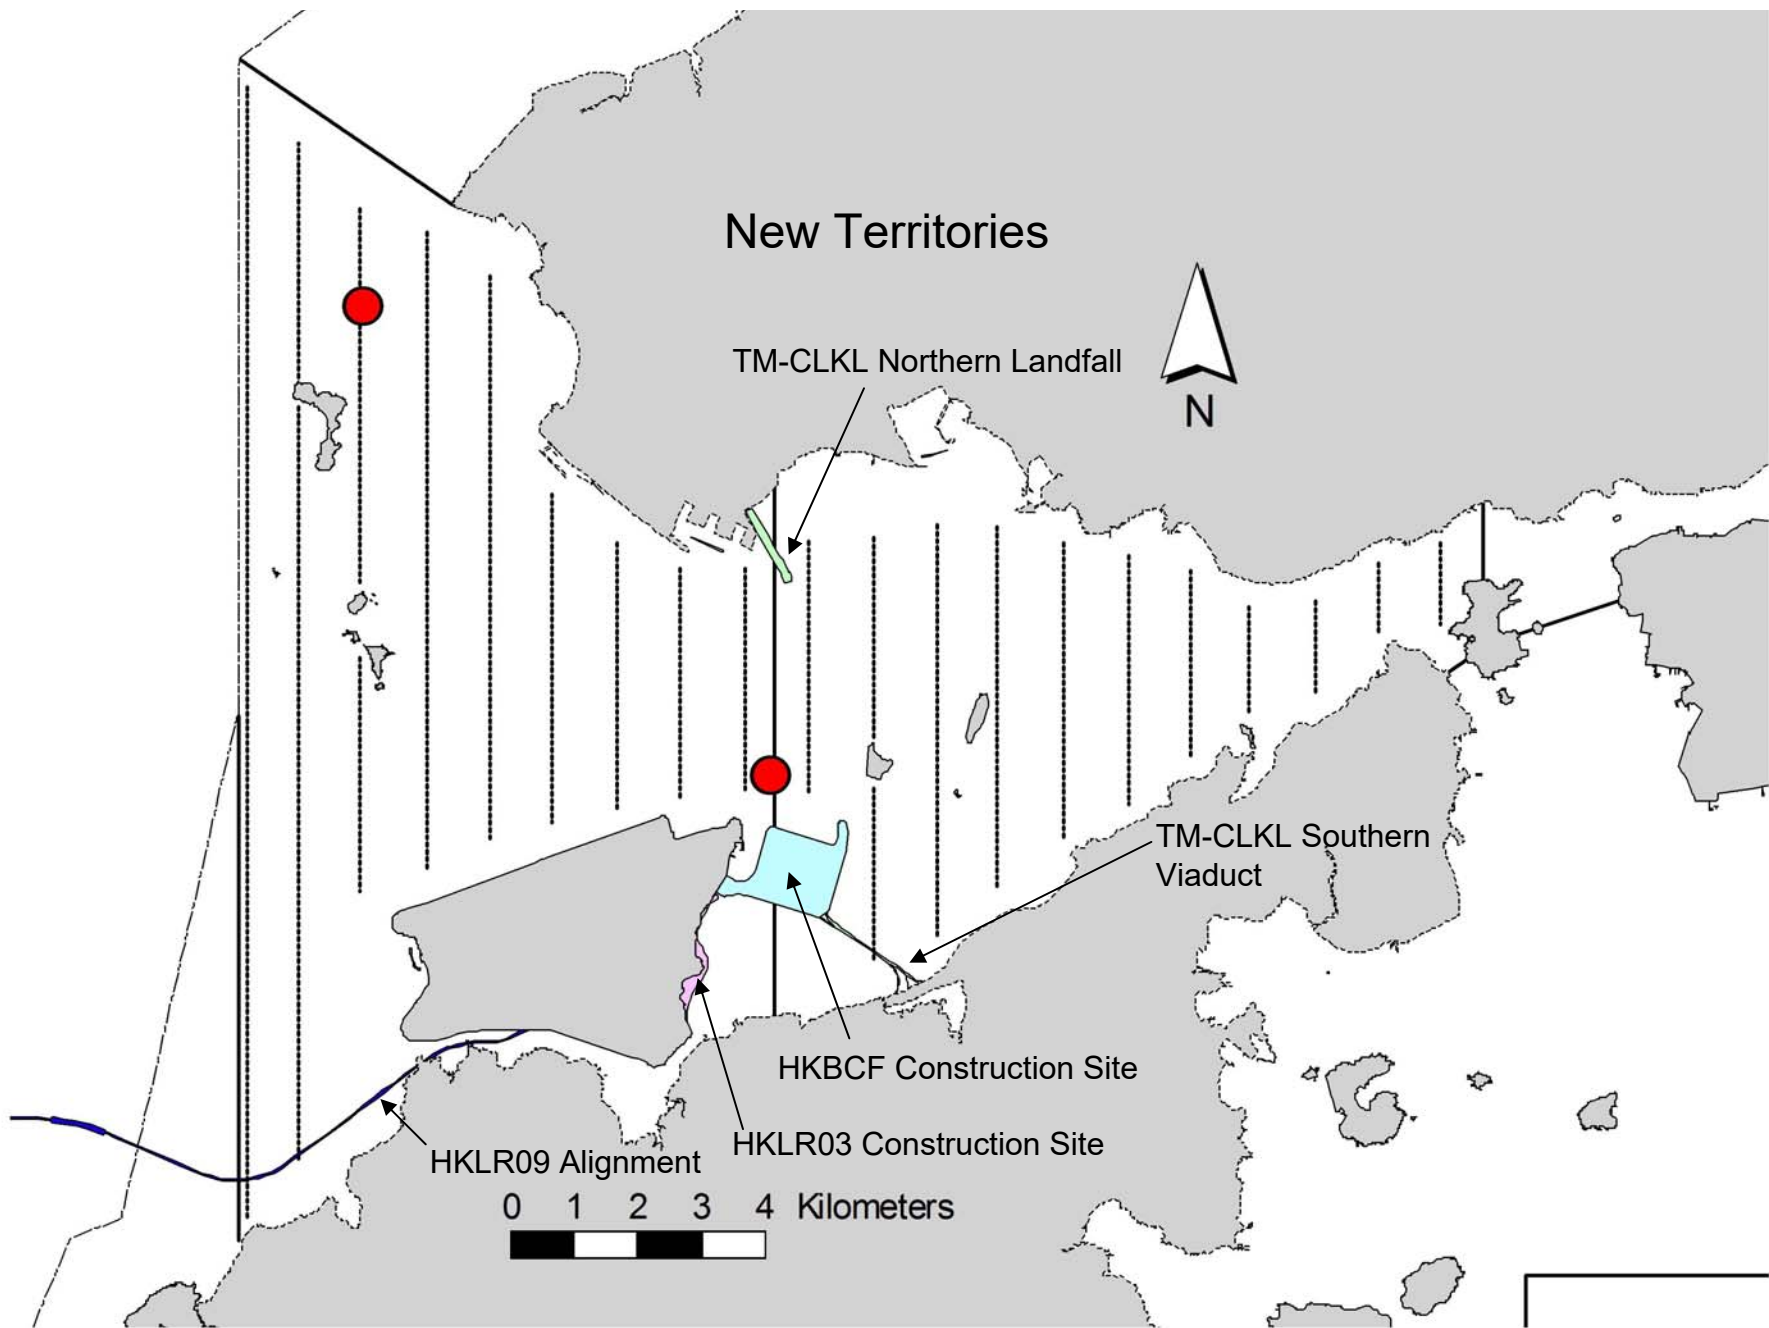 New Territories
TM-CLKL Northern Landfall
N
TM-CLKL Southern
Viaduct
HKBCF Construction Site
HKLR03 Construction Site
HKLR09 Alignment
0 1 2 3 4 Kilometers